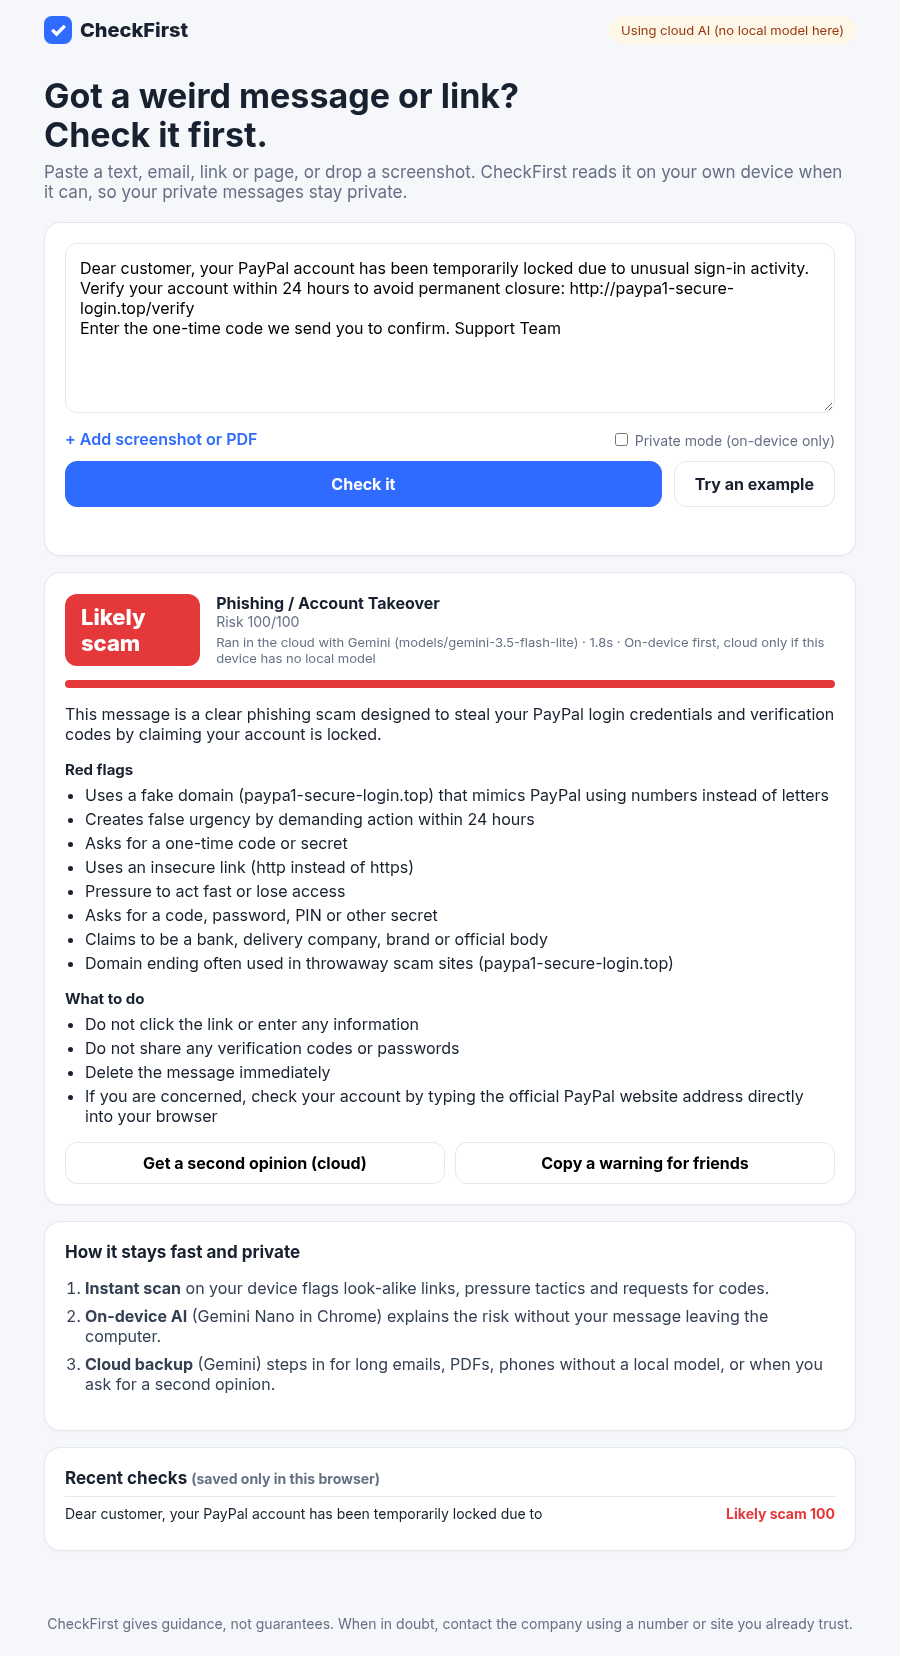 CheckFirst
Using cloud AI (no local model here)
Got a weird message or link?
Check it first.
Paste a text, email, link or page, or drop a screenshot. CheckFirst reads it on your own device when
it can, so your private messages stay private.
Dear customer, your PayPal account has been temporarily locked due to unusual sign-in activity.
Verify your account within 24 hours to avoid permanent closure: http://paypa1-secure-
login.top/verify
Enter the one-time code we send you to confirm. Support Team
+ Add screenshot or PDF
Private mode (on-device only)
Check it
Try an example
Likely
scam
Phishing / Account Takeover
Risk 100/100
Ran in the cloud with Gemini (models/gemini-3.5-flash-lite) · 1.8s · On-device first, cloud only if this
device has no local model
This message is a clear phishing scam designed to steal your PayPal login credentials and verification
codes by claiming your account is locked.
Red flags
• Uses a fake domain (paypa1-secure-login.top) that mimics PayPal using numbers instead of letters
• Creates false urgency by demanding action within 24 hours
• Asks for a one-time code or secret
• Uses an insecure link (http instead of https)
• Pressure to act fast or lose access
• Asks for a code, password, PIN or other secret
• Claims to be a bank, delivery company, brand or official body
• Domain ending often used in throwaway scam sites (paypa1-secure-login.top)
What to do
• Do not click the link or enter any information
• Do not share any verification codes or passwords
• Delete the message immediately
• If you are concerned, check your account by typing the official PayPal website address directly
into your browser
Get a second opinion (cloud)
Copy a warning for friends
How it stays fast and private
1. Instant scan on your device flags look-alike links, pressure tactics and requests for codes.
2. On-device AI (Gemini Nano in Chrome) explains the risk without your message leaving the
computer.
3. Cloud backup (Gemini) steps in for long emails, PDFs, phones without a local model, or when you
ask for a second opinion.
Recent checks (saved only in this browser)
Dear customer, your PayPal account has been temporarily locked due to
Likely scam 100
CheckFirst gives guidance, not guarantees. When in doubt, contact the company using a number or site you already trust.